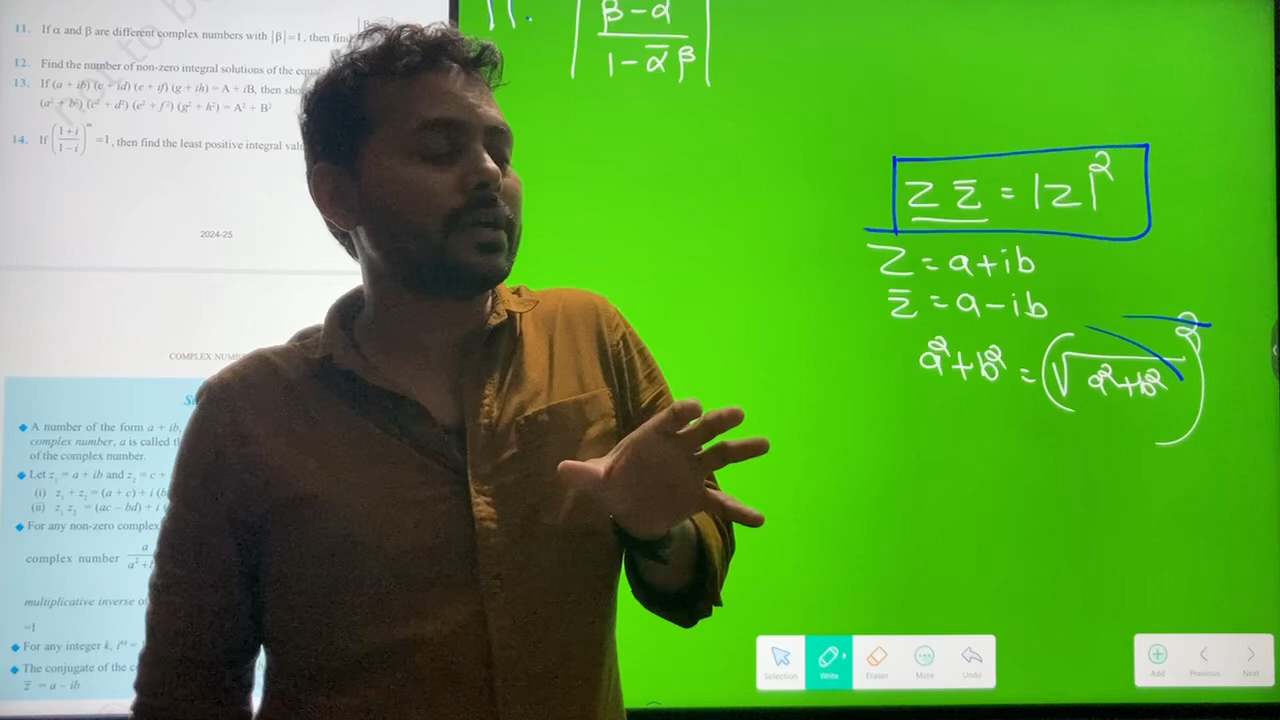 11. If α and β are different complex numbers with |β| = 1, then find |β
12. Find the number of non-zero integral solutions of the
13. If (a + ib) (c + id) (e + if) (g + ih) = A + iB, then
(a² + b²) (c² + d²) (e² + f²) (g² + h²) = A² + B²
14. If ((1+i)/(1–i))ᵐ = 1, then find the least positive integral
2024-25
COMPLEX
A number of the form a + ib,
complex number, a is called
of the complex number.
Let z₁ = a + ib and z₂ = c +
(i) z₁ + z₂ = (a + c) + i
(ii) z₁ z₂ = (ac – bd) + i
For any non-zero complex
complex number a
a² +
multiplicative inverse
=1
For any integer k,
The conjugate of the
z̄ = a – ib.
11. |(β-α)/(1-ᾱβ)|
z z̄ = |z|²
z = a+ib
z̄ = a-ib
a²+b² = (√a²+b²)²
Selection Write Eraser More Undo
Add Previous Next